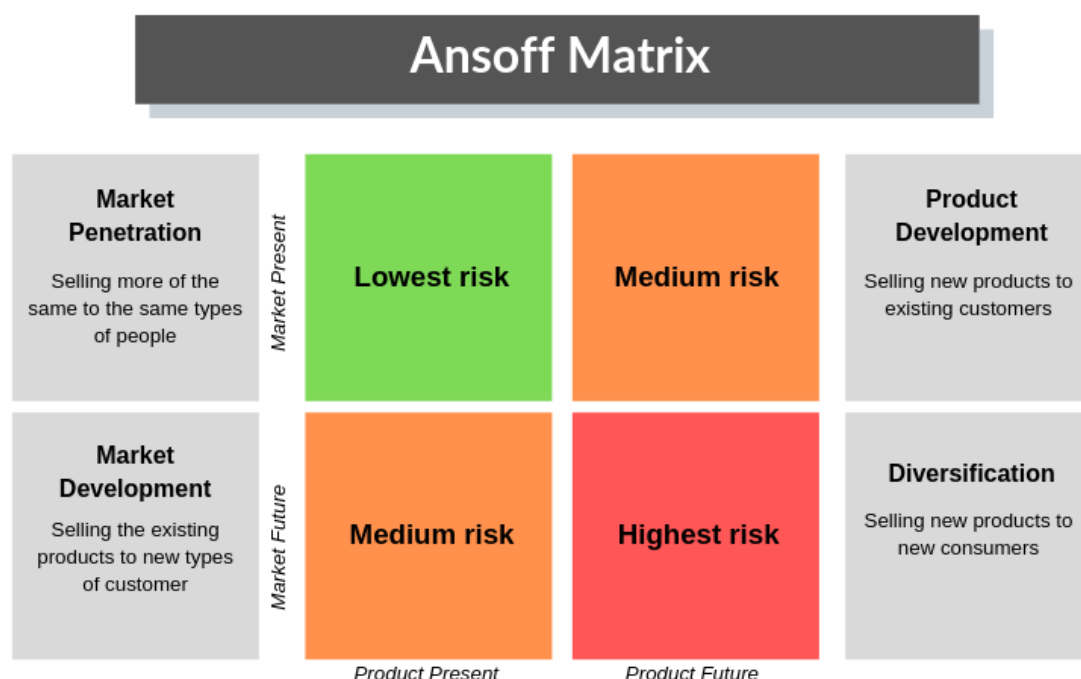 Ansoff Matrix
Market
Penetration
Selling more of the
same to the same types
of people
Market Present
Lowest risk
Medium risk
Product
Development
Selling new products to
existing customers
Market
Development
Selling the existing
products to new types
of customer
Market Future
Medium risk
Highest risk
Diversification
Selling new products to
new consumers
Product Present
Product Future